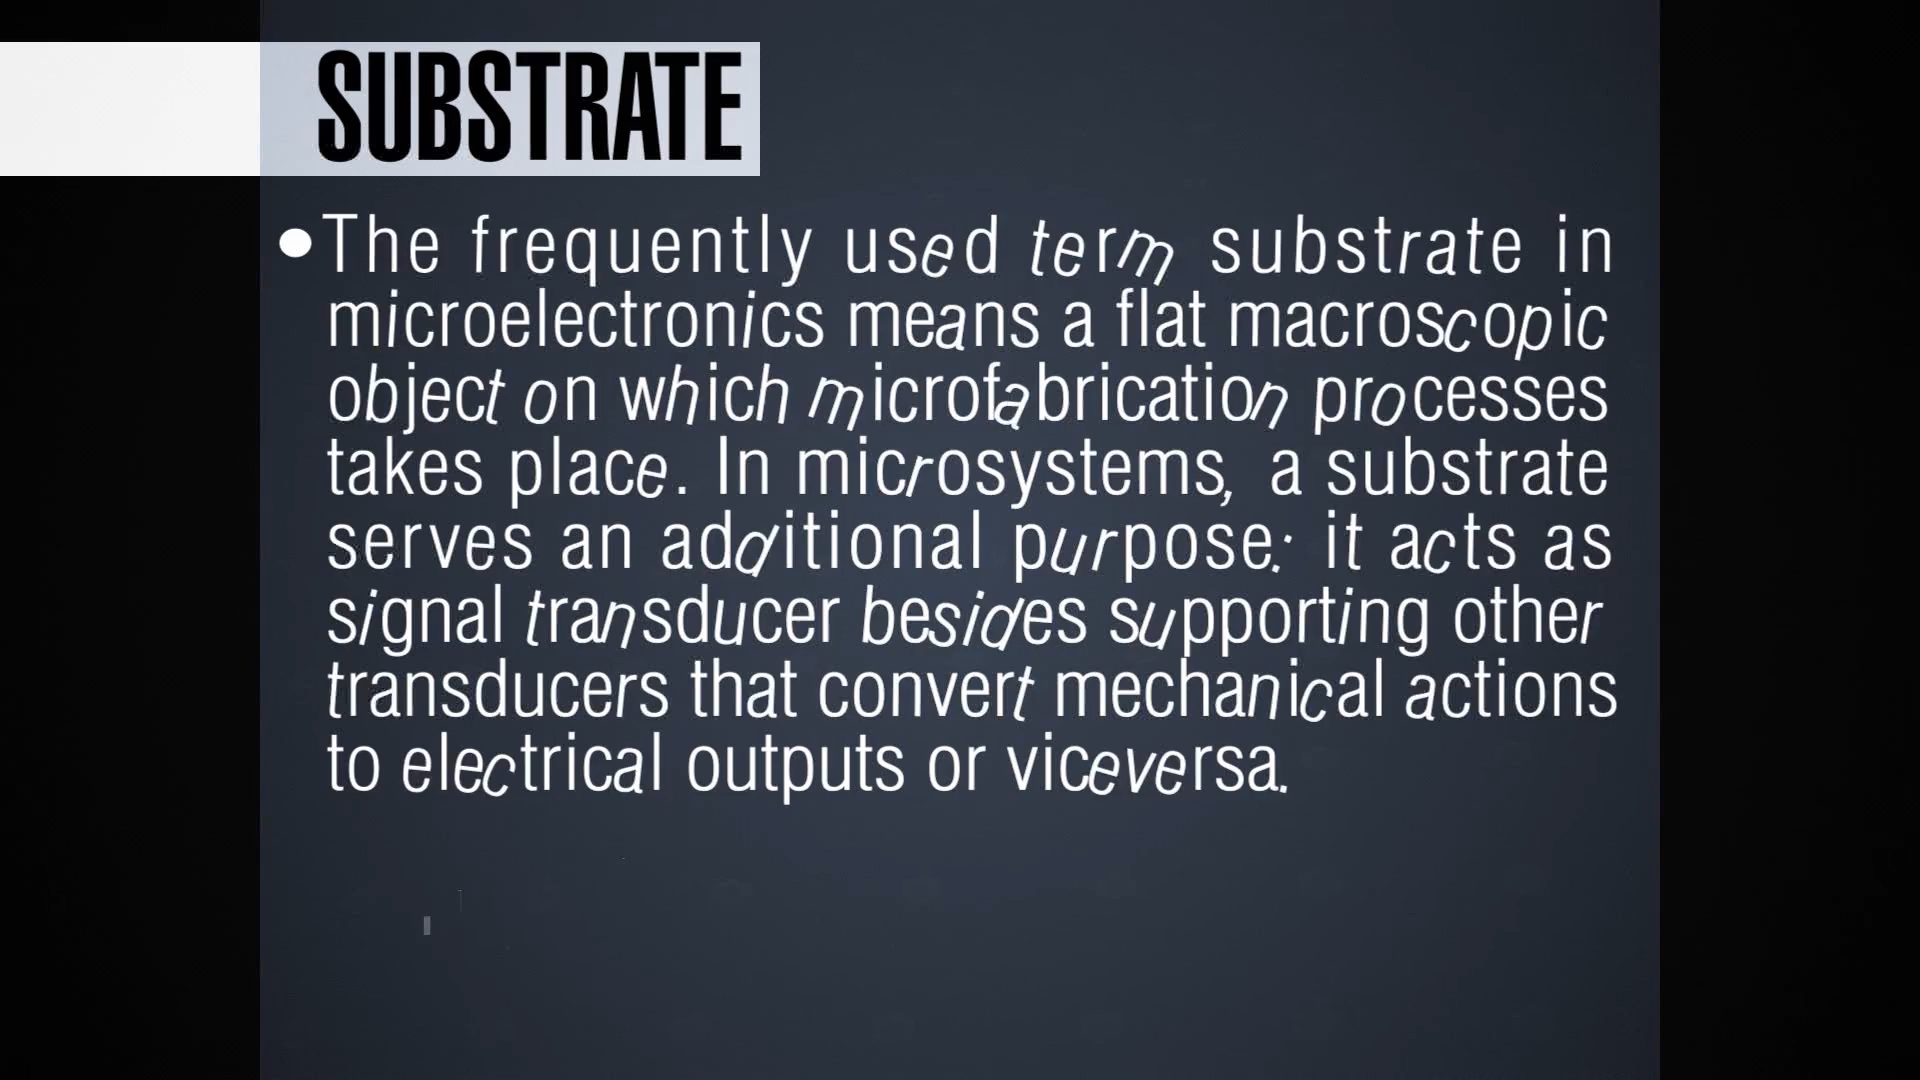 SUBSTRATE
•The frequently used term substrate in
microelectronics means a flat macroscopic
object on which microfabrication processes
takes place. In microsystems, a substrate
serves an additional purpose: it acts as
signal transducer besides supporting other
transducers that convert mechanical actions
to electrical outputs or viceversa.